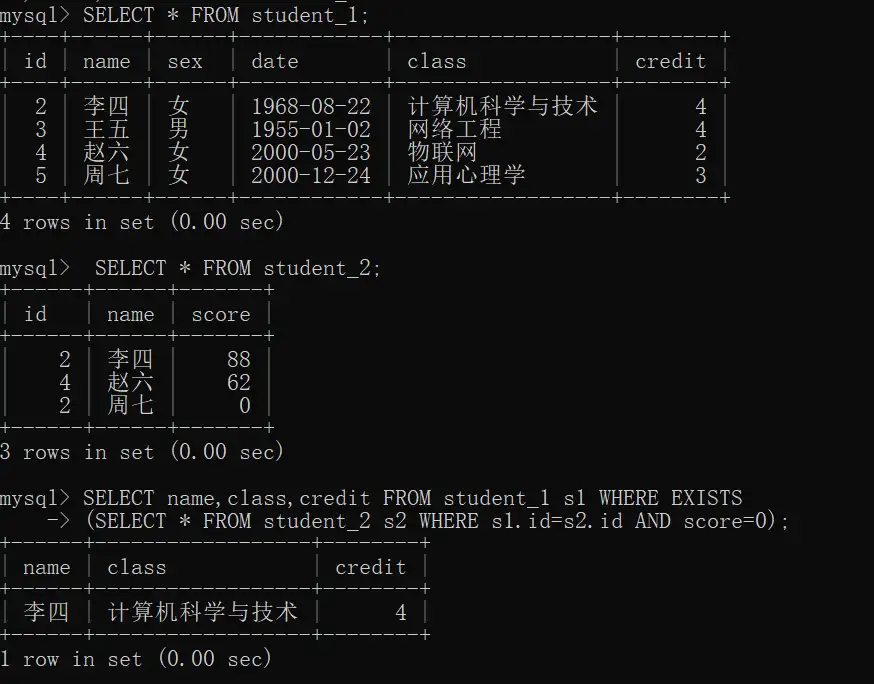 mysql> SELECT * FROM student_1;
+----+------+------+------------+------------------+--------+
| id | name | sex  | date       | class            | credit |
+----+------+------+------------+------------------+--------+
|  2 | 李四 | 女   | 1968-08-22 | 计算机科学与技术 |      4 |
|  3 | 王五 | 男   | 1955-01-02 | 网络工程         |      4 |
|  4 | 赵六 | 女   | 2000-05-23 | 物联网           |      2 |
|  5 | 周七 | 女   | 2000-12-24 | 应用心理学       |      3 |
+----+------+------+------------+------------------+--------+
4 rows in set (0.00 sec)
mysql>  SELECT * FROM student_2;
+------+------+-------+
| id   | name | score |
+------+------+-------+
|    2 | 李四 |    88 |
|    4 | 赵六 |    62 |
|    2 | 周七 |     0 |
+------+------+-------+
3 rows in set (0.00 sec)
mysql> SELECT name,class,credit FROM student_1 s1 WHERE EXISTS
    -> (SELECT * FROM student_2 s2 WHERE s1.id=s2.id AND score=0);
+------+------------------+--------+
| name | class            | credit |
+------+------------------+--------+
| 李四 | 计算机科学与技术 |      4 |
+------+------------------+--------+
1 row in set (0.00 sec)